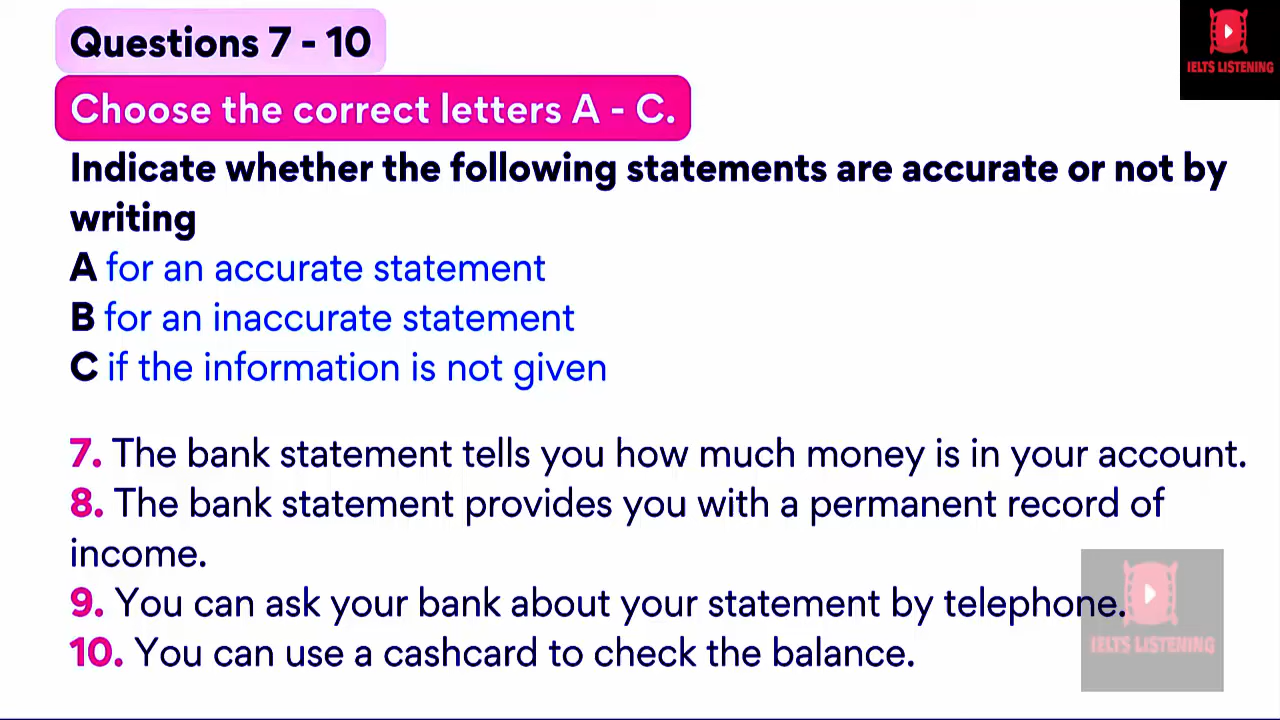 Questions 7 - 10
IELTS LISTENING
Choose the correct letters A - C.
Indicate whether the following statements are accurate or not by
writing
A for an accurate statement
B for an inaccurate statement
C if the information is not given
7. The bank statement tells you how much money is in your account.
8. The bank statement provides you with a permanent record of
income.
9. You can ask your bank about your statement by telephone.
10. You can use a cashcard to check the balance.
IELTS LISTENING